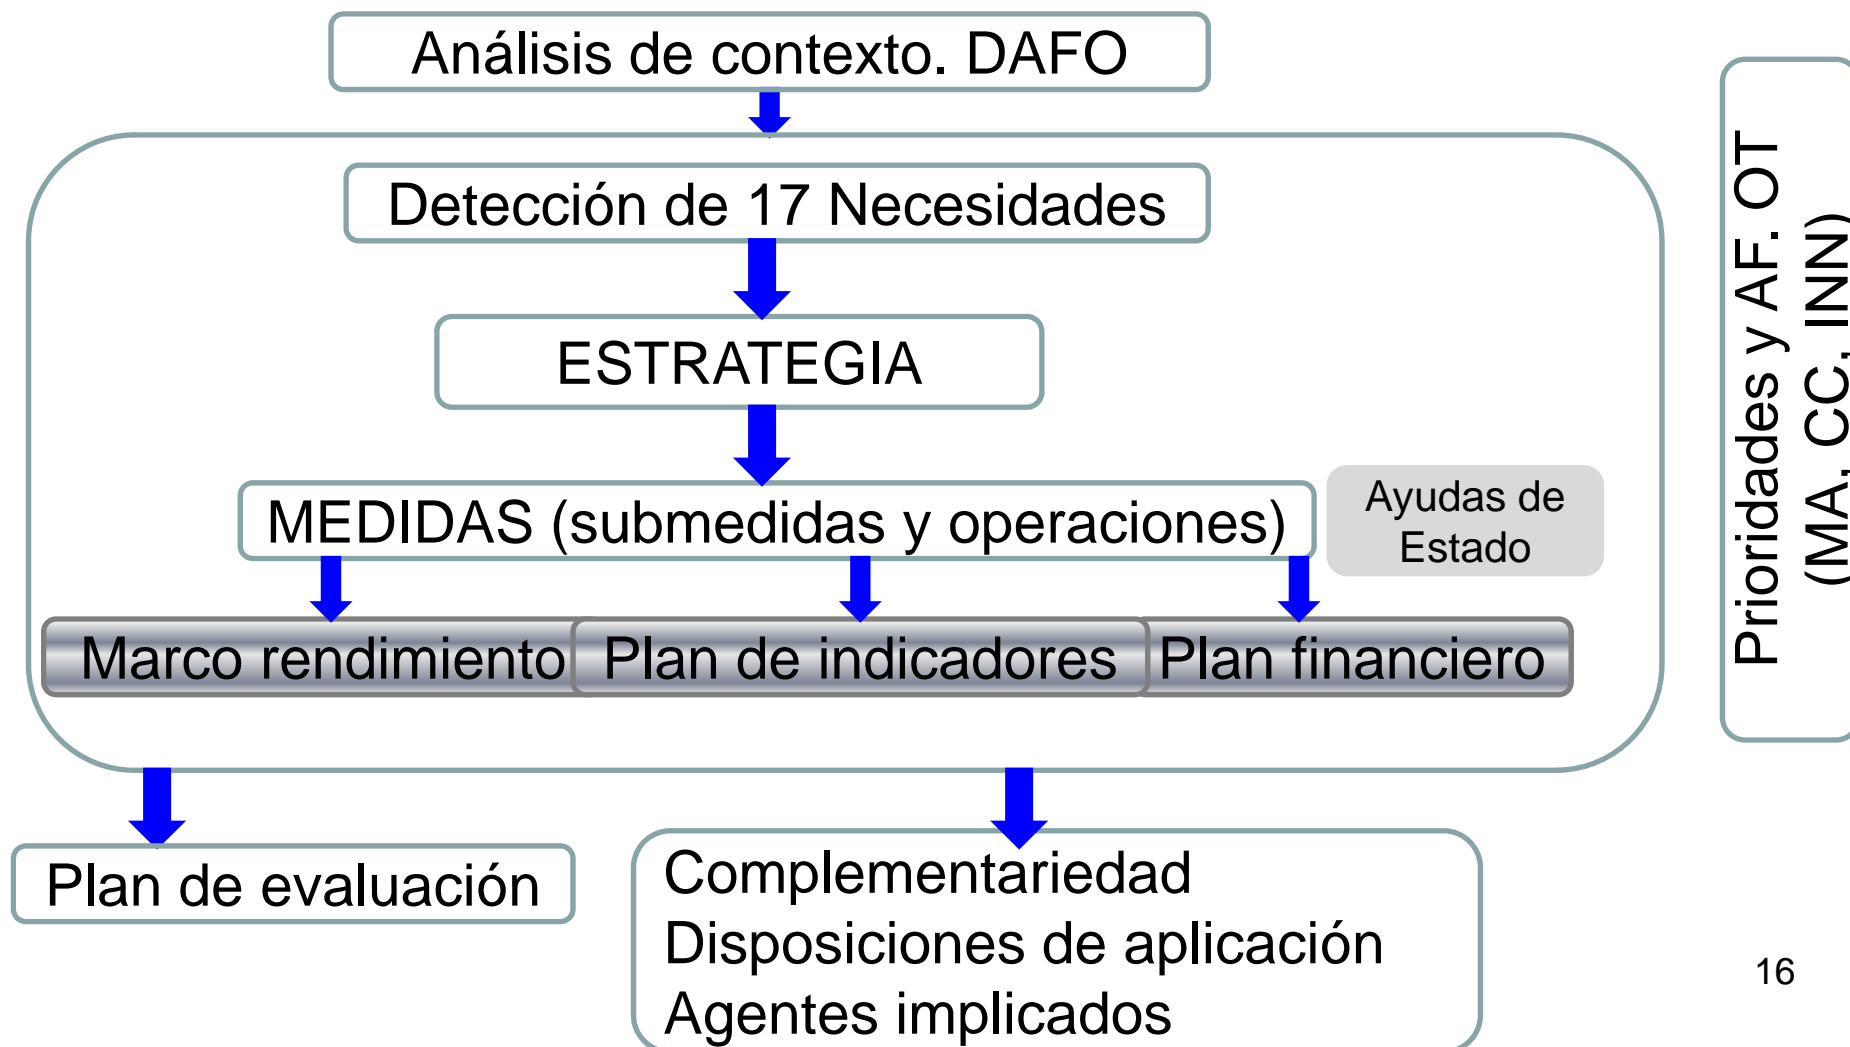 Análisis de contexto. DAFO
Detección de 17 Necesidades
ESTRATEGIA
MEDIDAS (submedidas y operaciones)
Ayudas de
Estado
Marco rendimiento
Plan de indicadores
Plan financiero
Plan de evaluación
Complementariedad
Disposiciones de aplicación
Agentes implicados
Prioridades y AF. OT
(MA, CC, INN)
16